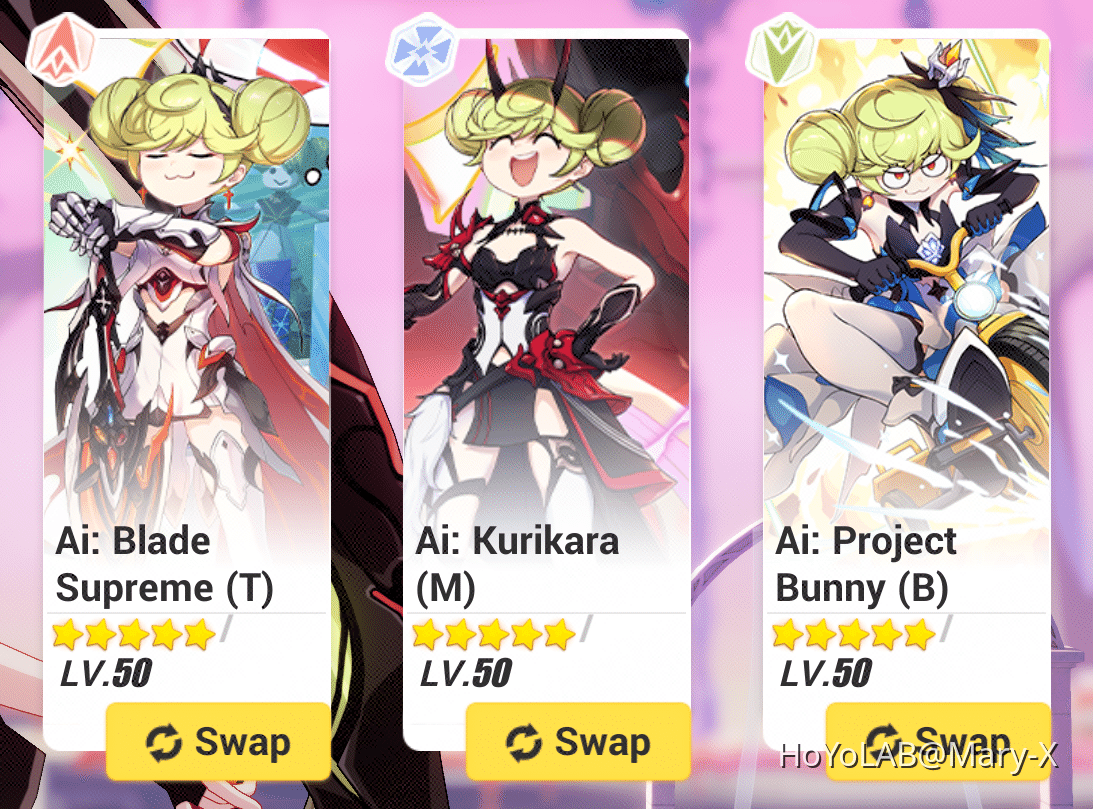 Ai: Blade
Supreme (T)
LV.50
Swap
Ai: Kurikara
(M)
LV.50
Swap
Ai: Project
Bunny (B)
LV.50
Swap
HoYoLAB@Mary-X